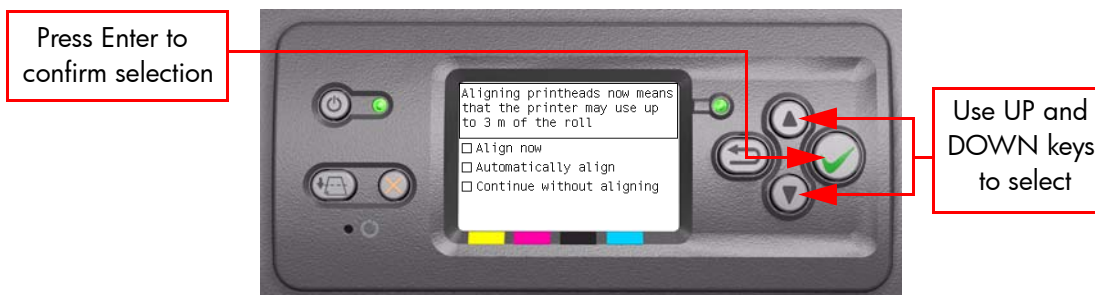 Press Enter to
confirm selection
Aligning printheads now means
that the printer may use up
to 3 m of the roll
Align now
Automatically align
Continue without aligning
Use UP and
DOWN keys
to select